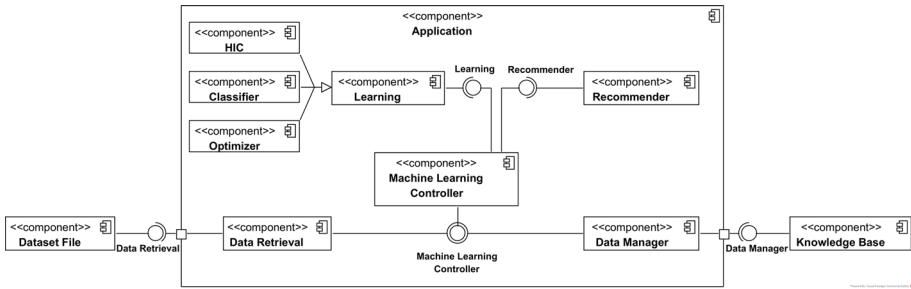 <<component>>
Application
<<component>>
HIC
<<component>>
Classifier
<<component>>
Optimizer
<<component>>
Learning
Learning
Recommender
<<component>>
Recommender
<<component>>
Machine Learning
Controller
<<component>>
Dataset File
Data Retrieval
<<component>>
Data Retrieval
Machine Learning
Controller
<<component>>
Data Manager
Data Manager
<<component>>
Knowledge Base